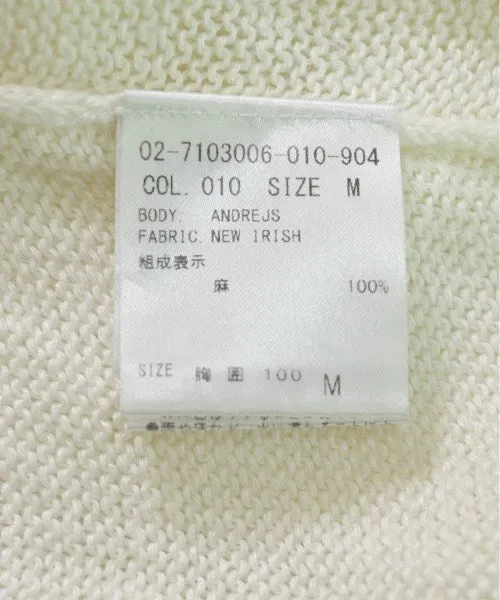 02-7103006-010-904
COL. 010 SIZE M
BODY. ANDREJS
FABRIC. NEW IRISH
組成表示
麻 100%
SIZE 胸囲 100 M